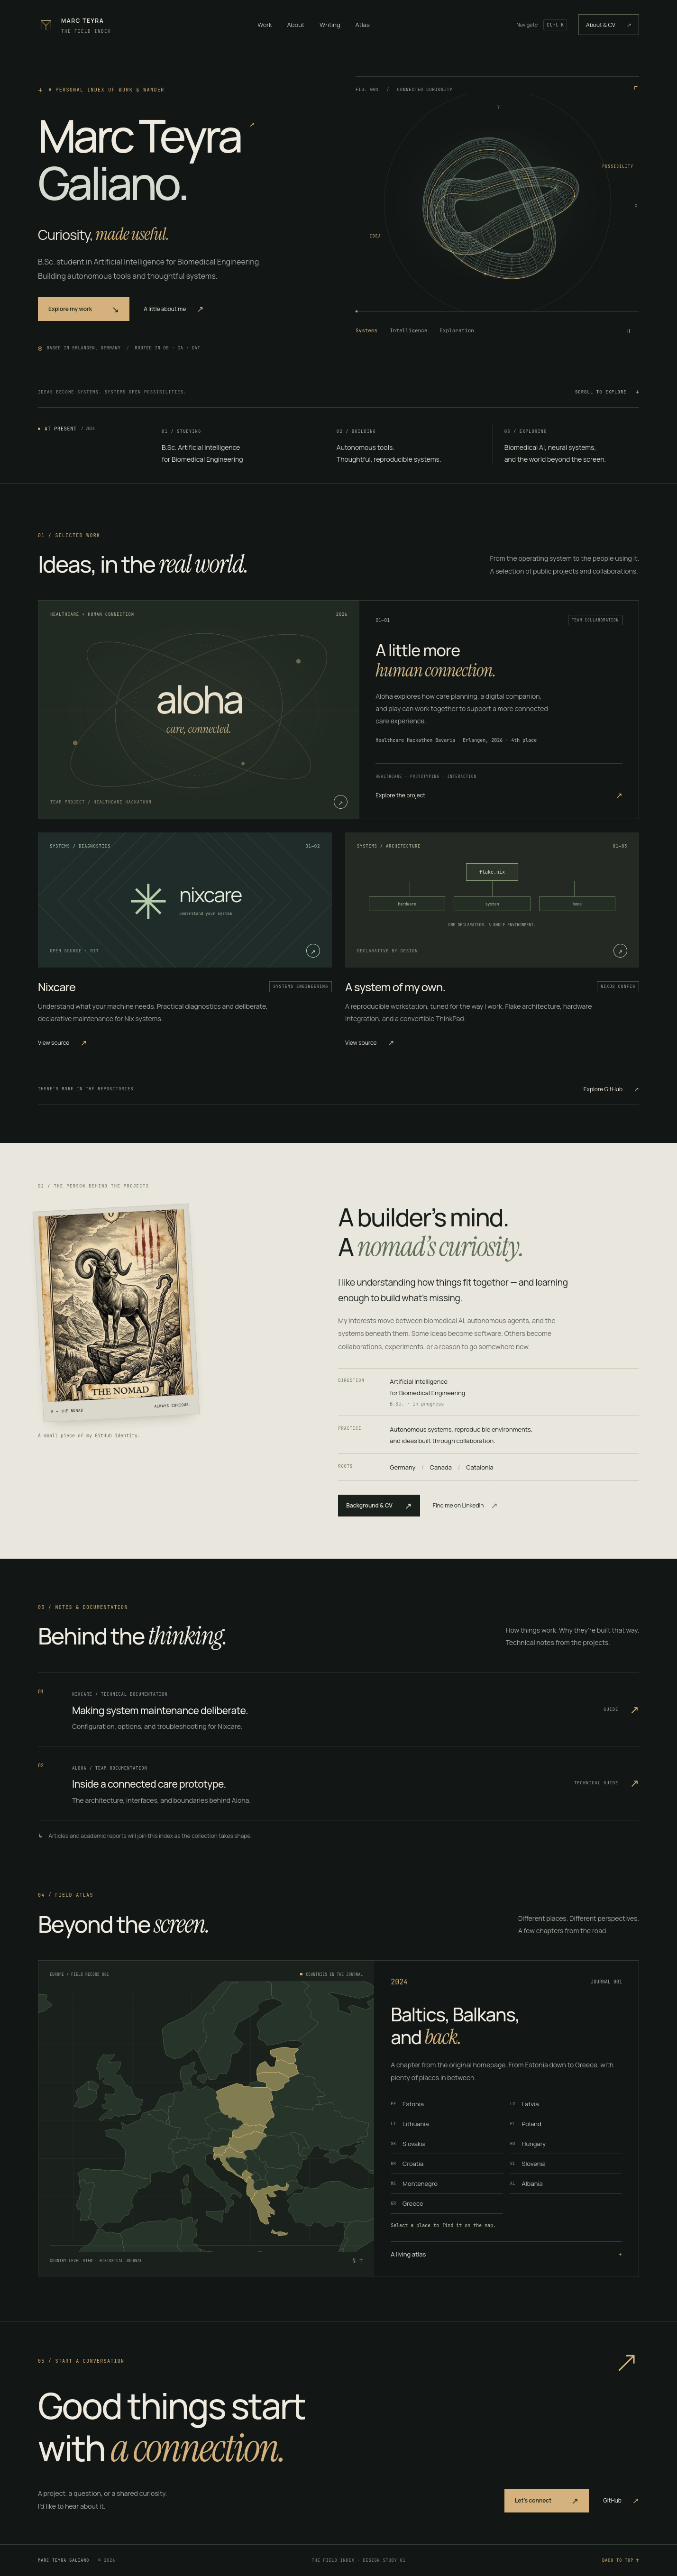 MARC TEYRA
THE FIELD INDEX
Work
About
Writing
Atlas
Navigate
Ctrl K
About & CV ↗
+ A PERSONAL INDEX OF WORK & WANDER
Marc Teyra ↗
Galiano.
Curiosity, made useful.
B.Sc. student in Artificial Intelligence for Biomedical Engineering.
Building autonomous tools and thoughtful systems.
Explore my work ↘
A little about me ↗
BASED IN ERLANGEN, GERMANY / ROOTED IN DE · CA · CAT
FIG. 001 / CONNECTED CURIOSITY
POSSIBILITY
IDEA
Systems
Intelligence
Exploration
IDEAS BECOME SYSTEMS. SYSTEMS OPEN POSSIBILITIES.
SCROLL TO EXPLORE ↓
AT PRESENT / 2026
01 / STUDYING
B.Sc. Artificial Intelligence
for Biomedical Engineering
02 / BUILDING
Autonomous tools.
Thoughtful, reproducible systems.
03 / EXPLORING
Biomedical AI, neural systems,
and the world beyond the screen.
01 / SELECTED WORK
Ideas, in the real world.
From the operating system to the people using it.
A selection of public projects and collaborations.
HEALTHCARE + HUMAN CONNECTION
2026
aloha
care, connected.
TEAM PROJECT / HEALTHCARE HACKATHON
↗
01—01
TEAM COLLABORATION
A little more
human connection.
Aloha explores how care planning, a digital companion,
and play can work together to support a more connected
care experience.
Healthcare Hackathon Bavaria · Erlangen, 2026 · 4th place
HEALTHCARE · PROTOTYPING · INTERACTION
Explore the project ↗
SYSTEMS / DIAGNOSTICS
01—02
nixcare
understand your system.
OPEN SOURCE · MIT
↗
Nixcare
SYSTEMS ENGINEERING
Understand what your machine needs. Practical diagnostics and deliberate,
declarative maintenance for Nix systems.
View source ↗
SYSTEMS / ARCHITECTURE
01—03
flake.nix
hardware
system
home
ONE DECLARATION. A WHOLE ENVIRONMENT.
DECLARATIVE BY DESIGN
↗
A system of my own.
NIXOS CONFIG
A reproducible workstation, tuned for the way I work. Flake architecture, hardware
integration, and a convertible ThinkPad.
View source ↗
THERE'S MORE IN THE REPOSITORIES
Explore GitHub ↗
02 / THE PERSON BEHIND THE PROJECTS
0
THE NOMAD
0 — THE NOMAD
ALWAYS CURIOUS.
A small piece of my GitHub identity.
A builder's mind.
A nomad's curiosity.
I like understanding how things fit together — and learning
enough to build what's missing.
My interests move between biomedical AI, autonomous agents, and the
systems beneath them. Some ideas become software. Others become
collaborations, experiments, or a reason to go somewhere new.
DIRECTION
Artificial Intelligence
for Biomedical Engineering
B.Sc. · In progress
PRACTICE
Autonomous systems, reproducible environments,
and ideas built through collaboration.
ROOTS
Germany / Canada / Catalonia
Background & CV ↗
Find me on LinkedIn ↗
03 / NOTES & DOCUMENTATION
Behind the thinking.
How things work. Why they're built that way.
Technical notes from the projects.
01
NIXCARE / TECHNICAL DOCUMENTATION
Making system maintenance deliberate.
Configuration, options, and troubleshooting for Nixcare.
GUIDE ↗
02
ALOHA / TEAM DOCUMENTATION
Inside a connected care prototype.
The architecture, interfaces, and boundaries behind Aloha.
TECHNICAL GUIDE ↗
↳ Articles and academic reports will join this index as the collection takes shape.
04 / FIELD ATLAS
Beyond the screen.
Different places. Different perspectives.
A few chapters from the road.
EUROPE / FIELD RECORD 001
COUNTRIES IN THE JOURNAL
COUNTRY-LEVEL VIEW · HISTORICAL JOURNAL
N ↑
2024
JOURNAL 001
Baltics, Balkans,
and back.
A chapter from the original homepage. From Estonia down to Greece, with
plenty of places in between.
EE Estonia
LV Latvia
LT Lithuania
PL Poland
SK Slovakia
HU Hungary
HR Croatia
SI Slovenia
ME Montenegro
AL Albania
GR Greece
Select a place to find it on the map.
A living atlas +
05 / START A CONVERSATION
↗
Good things start
with a connection.
A project, a question, or a shared curiosity.
I'd like to hear about it.
Let's connect ↗
GitHub ↗
MARC TEYRA GALIANO © 2026
THE FIELD INDEX · DESIGN STUDY 01
BACK TO TOP ↑